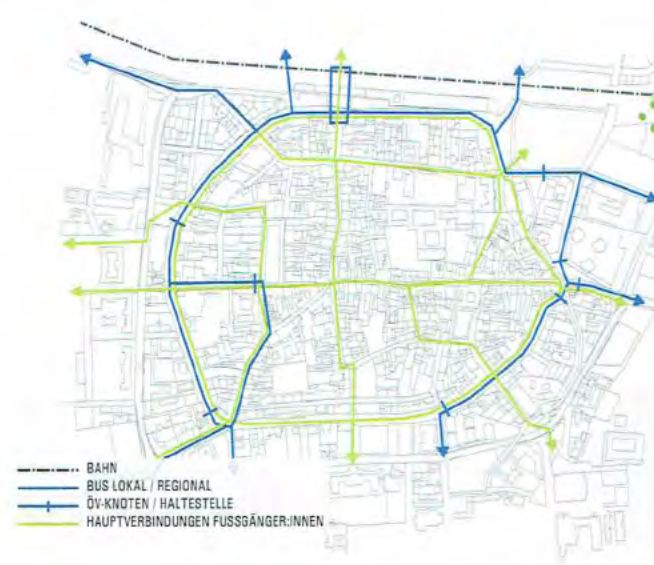 BAHN
BUS LOKAL / REGIONAL
ÖV-KNOTEN / HALTESTELLE
HAUPTVERBINDUNGEN FUSSGÄNGER:INNEN